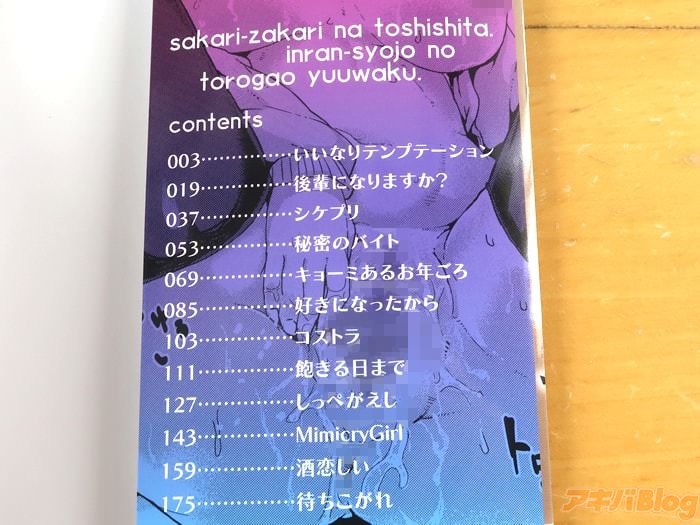 sakari-zakari na toshishita.
inran-syojo no
torogao yuuwaku.
contents
003……………いいなりテンプテーション
019……………後輩になりますか?
037……………シケプリ
053……………秘密のバイト
069……………キョーミあるお年ごろ
085……………好きになったから
103……………コストラ
111……………飽きる日まで
127……………しっぺがえし
143……………MimicryGirl
159……………酒恋しい
175……………待ちこがれ
アキバBlog